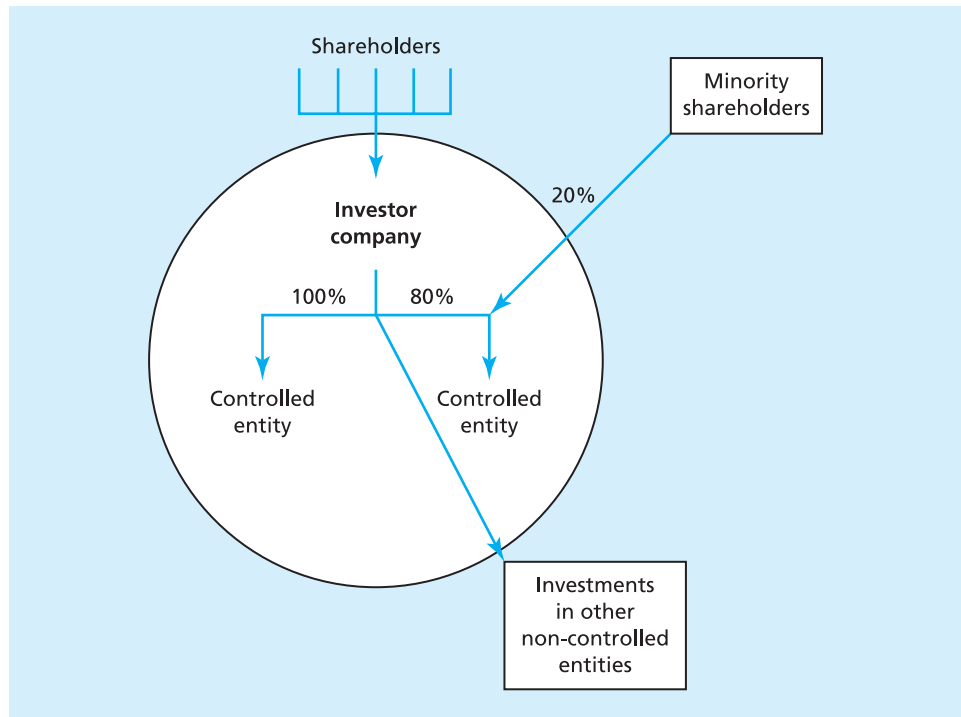 Shareholders
Minority
shareholders
20%
Investor
company
100%
80%
Controlled
entity
Controlled
entity
Investments
in other
non-controlled
entities